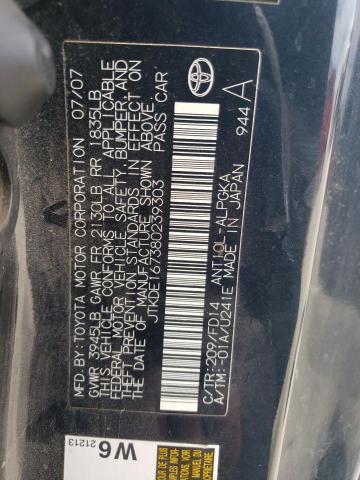 MFD.BY:TOYOTA MOTOR CORPORATION 07/07
GVWR 3945LB GAWR FR 2130LB RR 1835LB
THIS VEHICLE CONFORMS TO ALL APPLICABLE
FEDERAL MOTOR VEHICLE SAFETY, BUMPER, AND
THEFT PREVENTION STANDARDS IN EFFECT ON
THE DATE OF MANUFACTURE SHOWN ABOVE.
JTKDE167380239303 PASS CAR
C/TR:209/FD14 ANT10L-ALPGKA
A/TM:-01A/U241E MADE IN JAPAN
944 A
TOYOTA
W6
21213